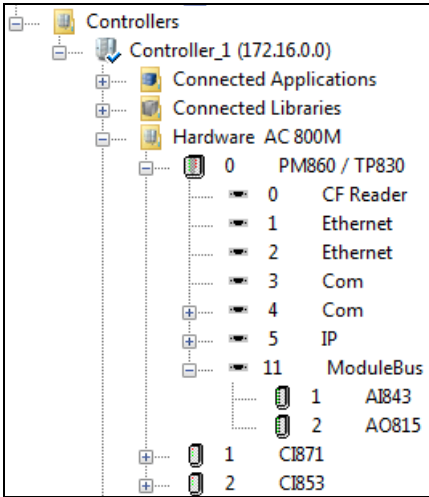 Controllers
Controller_1 (172.16.0.0)
Connected Applications
Connected Libraries
Hardware AC 800M
0 PM860 / TP830
0 CF Reader
1 Ethernet
2 Ethernet
3 Com
4 Com
5 IP
11 ModuleBus
1 AI843
2 AO815
1 CI871
2 CI853